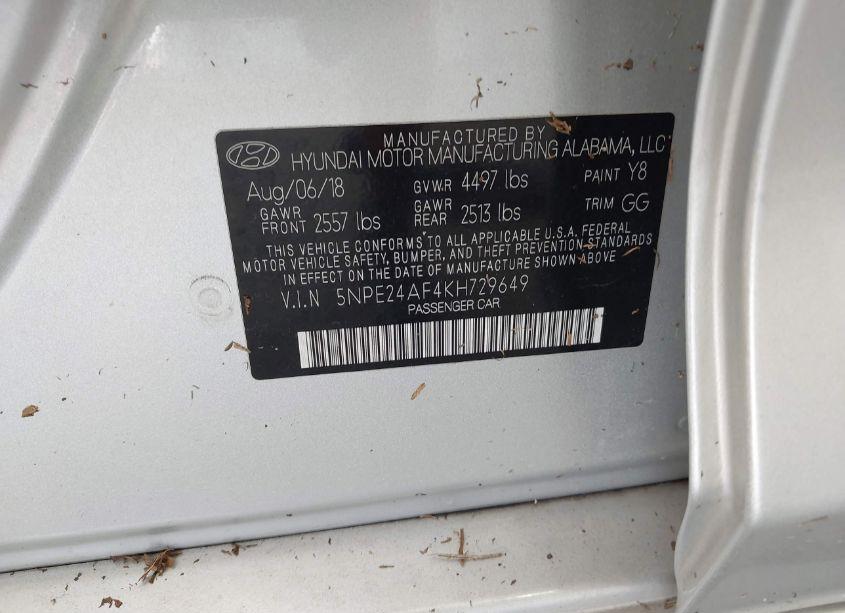 MANUFACTURED BY
HYUNDAI MOTOR MANUFACTURING ALABAMA, LLC
Aug/06/18 GVWR 4497 lbs PAINT Y8
GAWR FRONT 2557 lbs GAWR REAR 2513 lbs TRIM GG
THIS VEHICLE CONFORMS TO ALL APPLICABLE U.S.A. FEDERAL
MOTOR VEHICLE SAFETY, BUMPER, AND THEFT PREVENTION STANDARDS
IN EFFECT ON THE DATE OF MANUFACTURE SHOWN ABOVE
V.I.N 5NPE24AF4KH729649
PASSENGER CAR